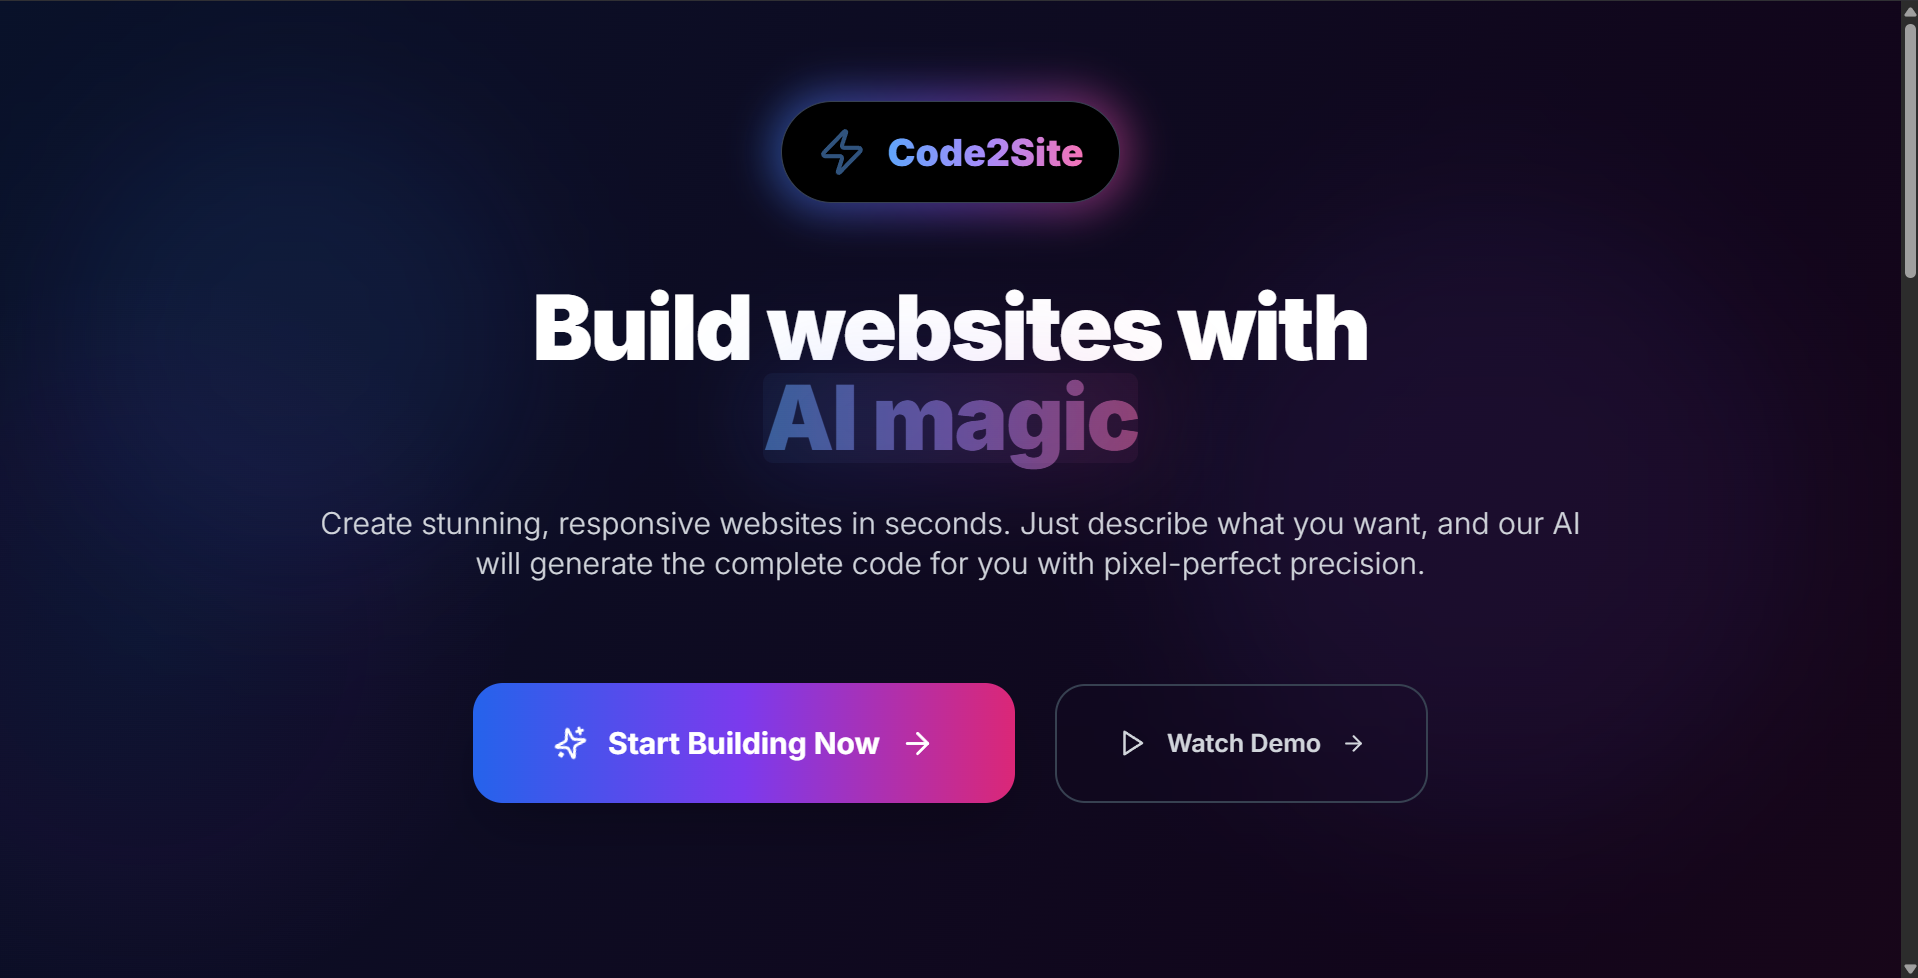 Code2Site
Build websites with
AI magic
Create stunning, responsive websites in seconds. Just describe what you want, and our AI
will generate the complete code for you with pixel-perfect precision.
Start Building Now
Watch Demo